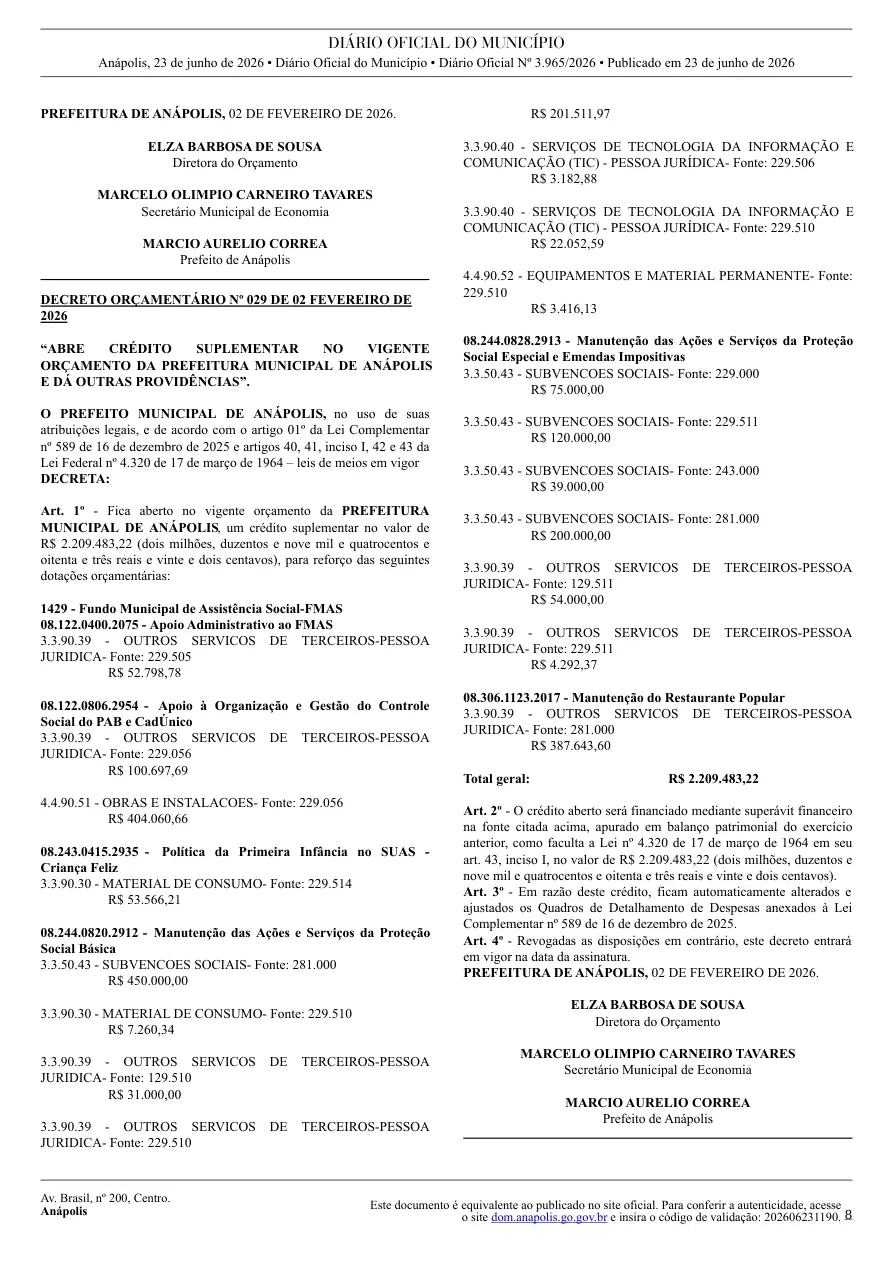 DIÁRIO OFICIAL DO MUNICÍPIO
Anápolis, 23 de junho de 2026 • Diário Oficial do Município • Diário Oficial Nº 3.965/2026 • Publicado em 23 de junho de 2026
PREFEITURA DE ANÁPOLIS, 02 DE FEVEREIRO DE 2026.
ELZA BARBOSA DE SOUSA
Diretora do Orçamento
MARCELO OLIMPIO CARNEIRO TAVARES
Secretário Municipal de Economia
MARCIO AURELIO CORREA
Prefeito de Anápolis
DECRETO ORÇAMENTÁRIO Nº 029 DE 02 FEVEREIRO DE
2026
“ABRE CRÉDITO SUPLEMENTAR NO VIGENTE
ORÇAMENTO DA PREFEITURA MUNICIPAL DE ANÁPOLIS
E DÁ OUTRAS PROVIDÊNCIAS”.
O PREFEITO MUNICIPAL DE ANÁPOLIS, no uso de suas
atribuições legais, e de acordo com o artigo 01º da Lei Complementar
nº 589 de 16 de dezembro de 2025 e artigos 40, 41, inciso I, 42 e 43 da
Lei Federal nº 4.320 de 17 de março de 1964 – leis de meios em vigor
DECRETA:
Art. 1º - Fica aberto no vigente orçamento da PREFEITURA
MUNICIPAL DE ANÁPOLIS, um crédito suplementar no valor de
R$ 2.209.483,22 (dois milhões, duzentos e nove mil e quatrocentos e
oitenta e três reais e vinte e dois centavos), para reforço das seguintes
dotações orçamentárias:
1429 - Fundo Municipal de Assistência Social-FMAS
08.122.0400.2075 - Apoio Administrativo ao FMAS
3.3.90.39 - OUTROS SERVICOS DE TERCEIROS-PESSOA
JURIDICA- Fonte: 229.505
R$ 52.798,78
08.122.0806.2954 - Apoio à Organização e Gestão do Controle
Social do PAB e CadÚnico
3.3.90.39 - OUTROS SERVICOS DE TERCEIROS-PESSOA
JURIDICA- Fonte: 229.056
R$ 100.697,69
4.4.90.51 - OBRAS E INSTALACOES- Fonte: 229.056
R$ 404.060,66
08.243.0415.2935 - Política da Primeira Infância no SUAS -
Criança Feliz
3.3.90.30 - MATERIAL DE CONSUMO- Fonte: 229.514
R$ 53.566,21
08.244.0820.2912 - Manutenção das Ações e Serviços da Proteção
Social Básica
3.3.50.43 - SUBVENCOES SOCIAIS- Fonte: 281.000
R$ 450.000,00
3.3.90.30 - MATERIAL DE CONSUMO- Fonte: 229.510
R$ 7.260,34
3.3.90.39 - OUTROS SERVICOS DE TERCEIROS-PESSOA
JURIDICA- Fonte: 129.510
R$ 31.000,00
3.3.90.39 - OUTROS SERVICOS DE TERCEIROS-PESSOA
JURIDICA- Fonte: 229.510
R$ 201.511,97
3.3.90.40 - SERVIÇOS DE TECNOLOGIA DA INFORMAÇÃO E
COMUNICAÇÃO (TIC) - PESSOA JURÍDICA- Fonte: 229.506
R$ 3.182,88
3.3.90.40 - SERVIÇOS DE TECNOLOGIA DA INFORMAÇÃO E
COMUNICAÇÃO (TIC) - PESSOA JURÍDICA- Fonte: 229.510
R$ 22.052,59
4.4.90.52 - EQUIPAMENTOS E MATERIAL PERMANENTE- Fonte:
229.510
R$ 3.416,13
08.244.0828.2913 - Manutenção das Ações e Serviços da Proteção
Social Especial e Emendas Impositivas
3.3.50.43 - SUBVENCOES SOCIAIS- Fonte: 229.000
R$ 75.000,00
3.3.50.43 - SUBVENCOES SOCIAIS- Fonte: 229.511
R$ 120.000,00
3.3.50.43 - SUBVENCOES SOCIAIS- Fonte: 243.000
R$ 39.000,00
3.3.50.43 - SUBVENCOES SOCIAIS- Fonte: 281.000
R$ 200.000,00
3.3.90.39 - OUTROS SERVICOS DE TERCEIROS-PESSOA
JURIDICA- Fonte: 129.511
R$ 54.000,00
3.3.90.39 - OUTROS SERVICOS DE TERCEIROS-PESSOA
JURIDICA- Fonte: 229.511
R$ 4.292,37
08.306.1123.2017 - Manutenção do Restaurante Popular
3.3.90.39 - OUTROS SERVICOS DE TERCEIROS-PESSOA
JURIDICA- Fonte: 281.000
R$ 387.643,60
Total geral: R$ 2.209.483,22
Art. 2º - O crédito aberto será financiado mediante superávit financeiro
na fonte citada acima, apurado em balanço patrimonial do exercício
anterior, como faculta a Lei nº 4.320 de 17 de março de 1964 em seu
art. 43, inciso I, no valor de R$ 2.209.483,22 (dois milhões, duzentos e
nove mil e quatrocentos e oitenta e três reais e vinte e dois centavos).
Art. 3º - Em razão deste crédito, ficam automaticamente alterados e
ajustados os Quadros de Detalhamento de Despesas anexados à Lei
Complementar nº 589 de 16 de dezembro de 2025.
Art. 4º - Revogadas as disposições em contrário, este decreto entrará
em vigor na data da assinatura.
PREFEITURA DE ANÁPOLIS, 02 DE FEVEREIRO DE 2026.
ELZA BARBOSA DE SOUSA
Diretora do Orçamento
MARCELO OLIMPIO CARNEIRO TAVARES
Secretário Municipal de Economia
MARCIO AURELIO CORREA
Prefeito de Anápolis
Av. Brasil, nº 200, Centro.
Anápolis
Este documento é equivalente ao publicado no site oficial. Para conferir a autenticidade, acesse
o site dom.anapolis.go.gov.br e insira o código de validação: 202606231190. 8